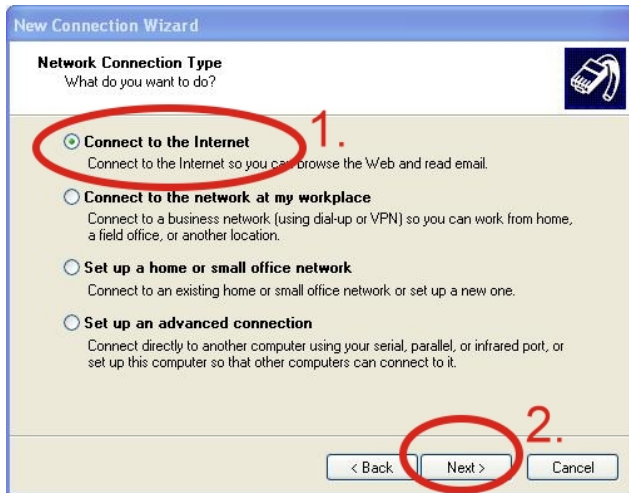 New Connection Wizard
Network Connection Type
What do you want to do?
Connect to the Internet
1.
Connect to the Internet so you can browse the Web and read email.
Connect to the network at my workplace
Connect to a business network (using dial-up or VPN) so you can work from home,
a field office, or another location.
Set up a home or small office network
Connect to an existing home or small office network or set up a new one.
Set up an advanced connection
Connect directly to another computer using your serial, parallel, or infrared port, or
set up this computer so that other computers can connect to it.
2.
< Back
Next >
Cancel